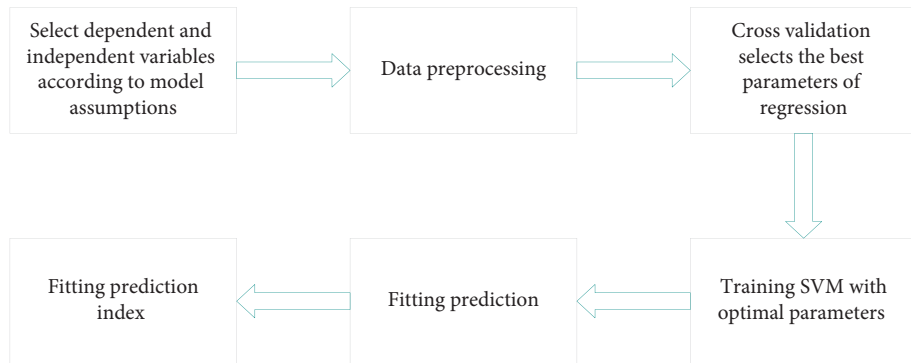 Select dependent and
independent variables
according to model
assumptions
Data preprocessing
Cross validation
selects the best
parameters of
regression
Training SVM with
optimal parameters
Fitting prediction
Fitting prediction
index